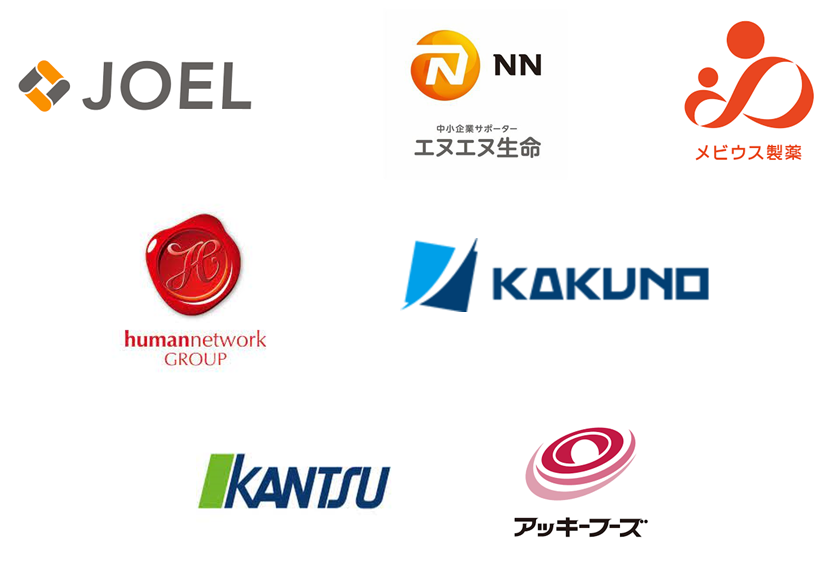 JOEL
NN
中小企業サポーター
エヌエヌ生命
メビウス製薬
humannetwork
GROUP
KAKUNO
KANTSU
アッキーフーズ